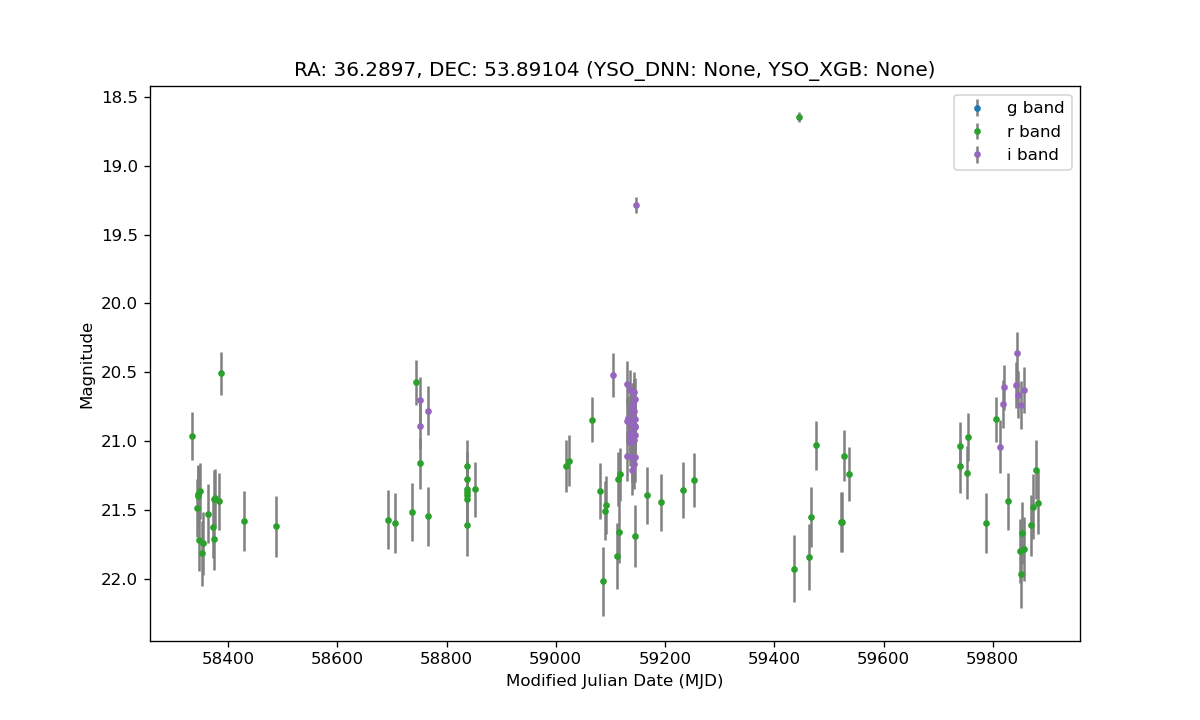 RA: 36.2897, DEC: 53.89104 (YSO_DNN: None, YSO_XGB: None)
g band
r band
i band
18.5
19.0
19.5
20.0
20.5
21.0
21.5
22.0
Magnitude
58400 58600 58800 59000 59200 59400 59600 59800
Modified Julian Date (MJD)